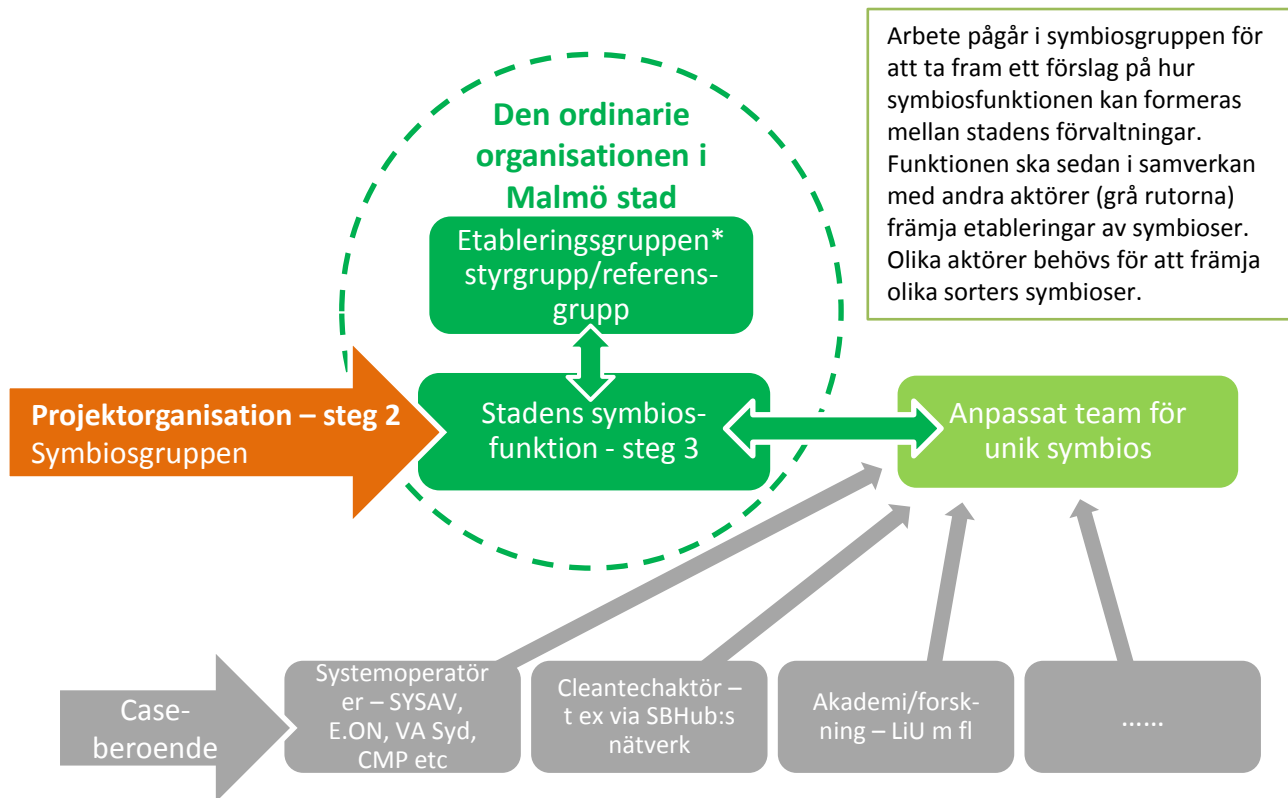 Arbete pågår i symbiosgruppen för
att ta fram ett förslag på hur
symbiosfunktionen kan formeras
mellan stadens förvaltningar.
Funktionen ska sedan i samverkan
med andra aktörer (grå rutorna)
främja etableringar av symbioser.
Olika aktörer behövs för att främja
olika sorters symbioser.
Den ordinarie
organisationen i
Malmö stad
Etableringsgruppen*
styrgrupp/referens-
grupp
Projektorganisation – steg 2
Symbiosgruppen
Stadens symbios-
funktion - steg 3
Anpassat team för
unik symbios
Case-
beroende
Systemoperatör
er – SYSAV,
E.ON, VA Syd,
CMP etc
Cleantechaktör –
t ex via SBHub:s
nätverk
Akademi/forsk-
ning – LiU m fl
......